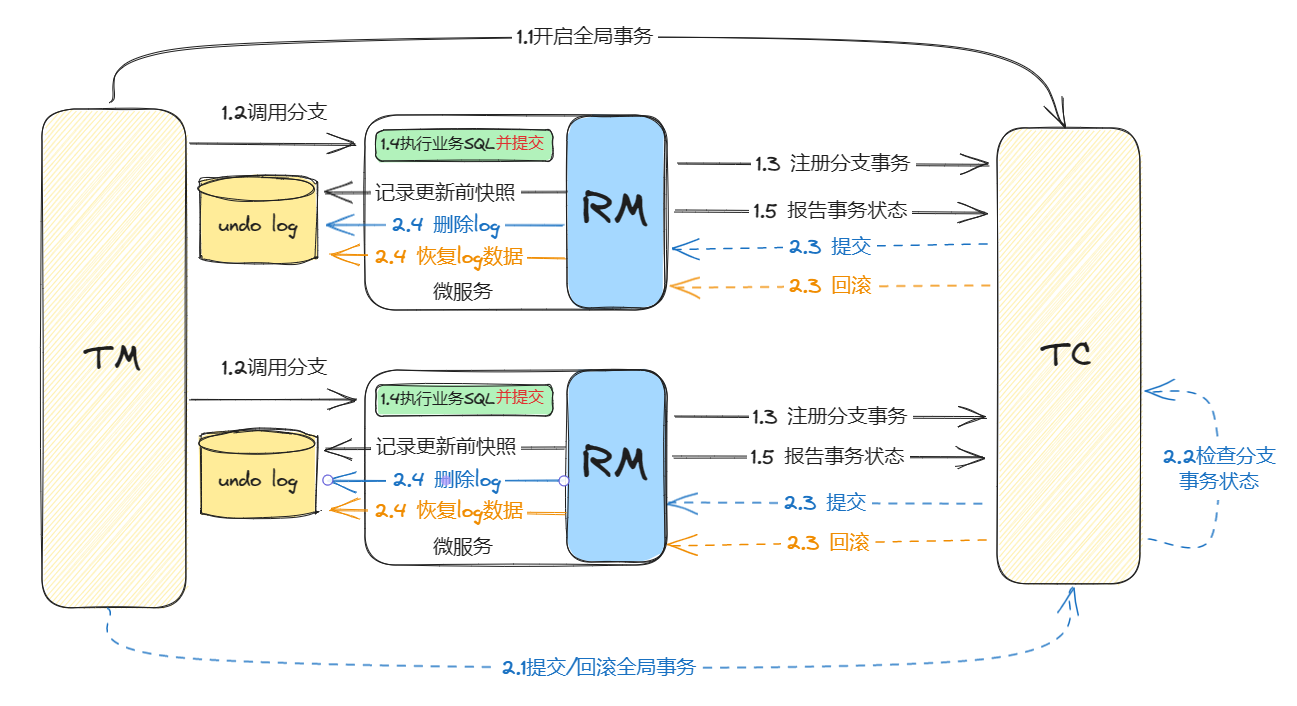 1.1开启全局事务
1.2调用分支
1.4执行业务SQL并提交
1.3 注册分支事务
记录更新前快照
RM
1.5 报告事务状态
undo log
2.4 删除log
2.3 提交
2.4 恢复log数据
2.3 回滚
微服务
TM
TC
1.2调用分支
1.4执行业务SQL并提交
1.3 注册分支事务
记录更新前快照
RM
1.5 报告事务状态
2.2检查分支
事务状态
undo log
2.4 删除log
2.3 提交
2.4 恢复log数据
2.3 回滚
微服务
2.1提交/回滚全局事务